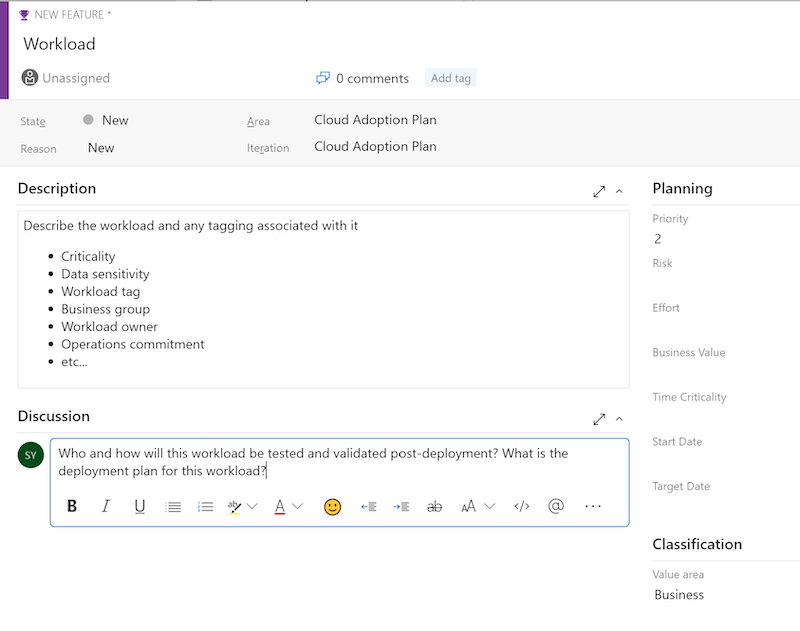 NEW FEATURE *
Workload
Unassigned
0 comments
Add tag
State
New
Area
Cloud Adoption Plan
Reason
New
Iteration
Cloud Adoption Plan
Description
Describe the workload and any tagging associated with it
• Criticality
• Data sensitivity
• Workload tag
• Business group
• Workload owner
• Operations commitment
• etc...
Discussion
SY
Who and how will this workload be tested and validated post-deployment? What is the
deployment plan for this workload?
B I U ab A ab AA </> @ ...
Planning
Priority
2
Risk
Effort
Business Value
Time Criticality
Start Date
Target Date
Classification
Value area
Business